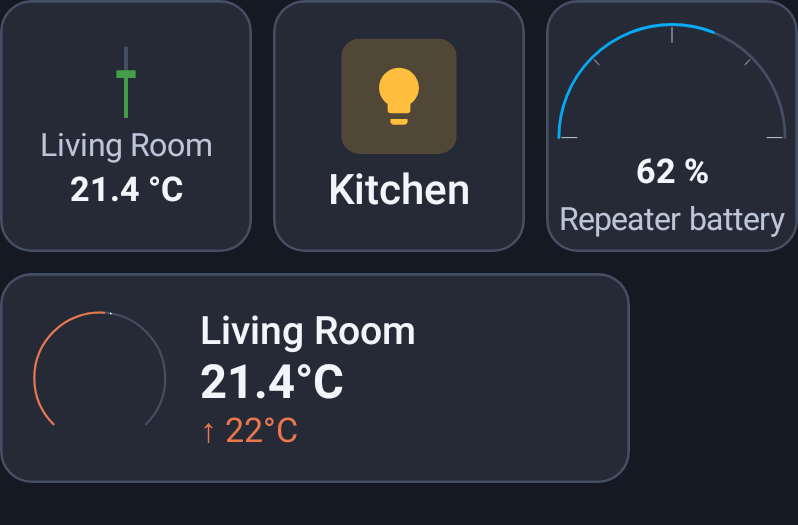 Living Room
21.4 °C
Kitchen
62 %
Repeater battery
Living Room
21.4°C
↑ 22°C